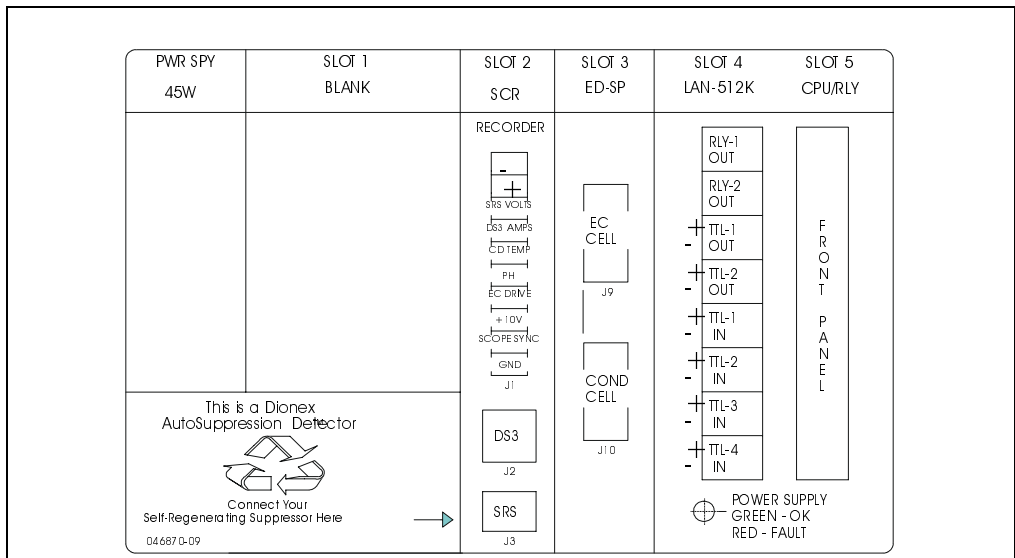 PWR SPY
45W
SLOT 1
BLANK
SLOT 2
SCR
SLOT 3
ED-SP
SLOT 4
LAN-512K
SLOT 5
CPU/RLY
RECORDER
-
+
SRS VOLTS
DS3 AMPS
CD TEMP
PH
EC DRIVE
+10V
SCOPE SYNC
GND
J1
DS3
J2
SRS
J3
EC
CELL
J9
COND
CELL
J10
RLY-1
OUT
RLY-2
OUT
+ TTL-1
- OUT
+ TTL-2
- OUT
+ TTL-1
- IN
+ TTL-2
- IN
+ TTL-3
- IN
+ TTL-4
- IN
FRONT PANEL
POWER SUPPLY
GREEN - OK
RED - FAULT
This is a Dionex
AutoSuppression Detector
Connect Your
Self-Regenerating Suppressor Here
046870-09